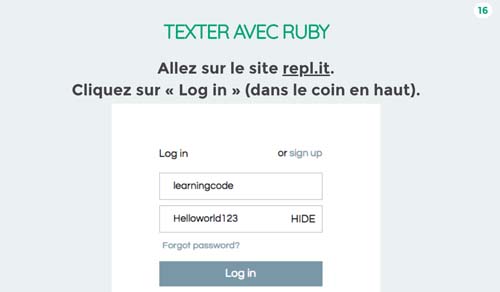 16
TEXTER AVEC RUBY
Allez sur le site repl.it.
Cliquez sur « Log in » (dans le coin en haut).
Log in or sign up
learningcode
Helloworld123 HIDE
Forgot password?
Log in